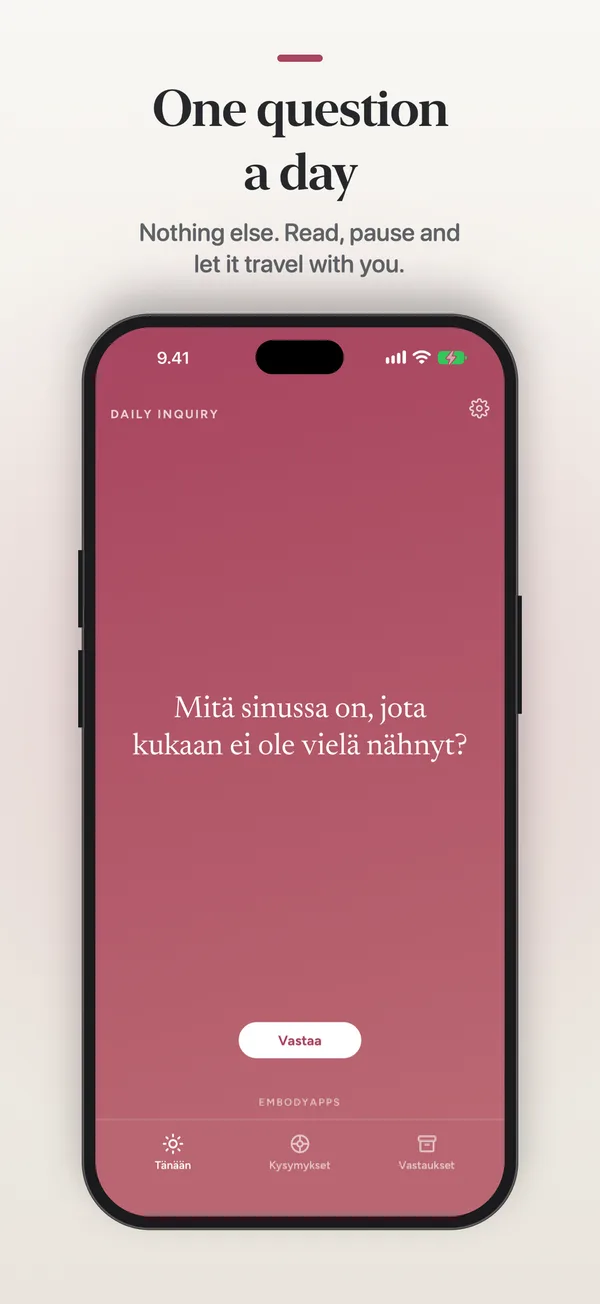 One question
a day
Nothing else. Read, pause and
let it travel with you.
9.41
DAILY INQUIRY
Mitä sinussa on, jota
kukaan ei ole vielä nähnyt?
Vastaa
EMBODYAPPS
Tänään
Kysymykset
Vastaukset